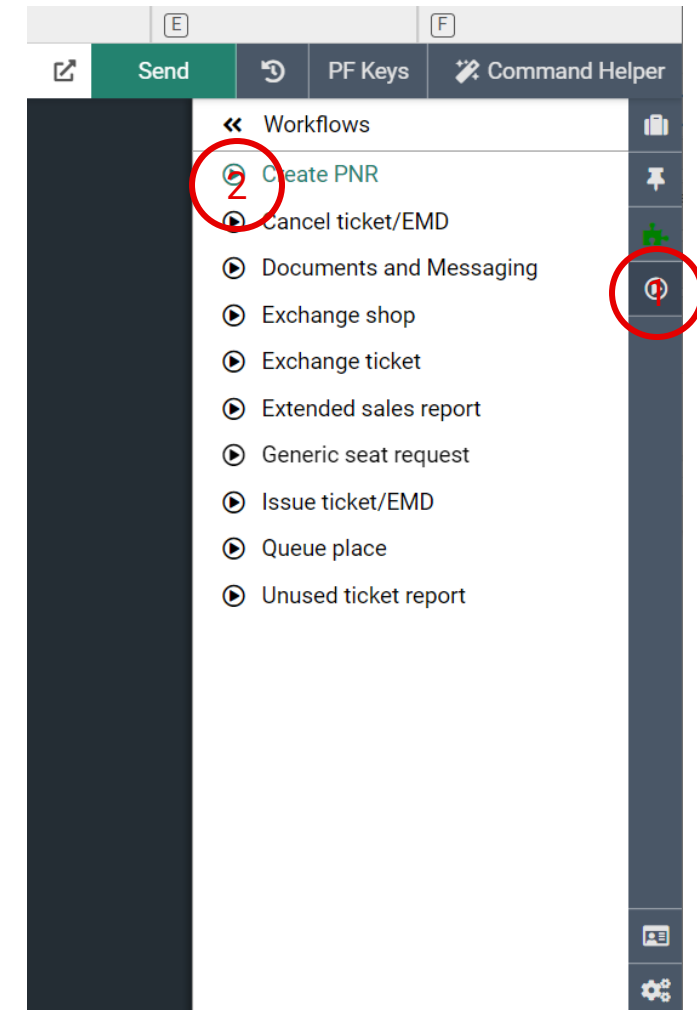 E F
Send PF Keys Command Helper
Workflows
Create PNR
2
Cancel ticket/EMD
Documents and Messaging
1
Exchange shop
Exchange ticket
Extended sales report
Generic seat request
Issue ticket/EMD
Queue place
Unused ticket report